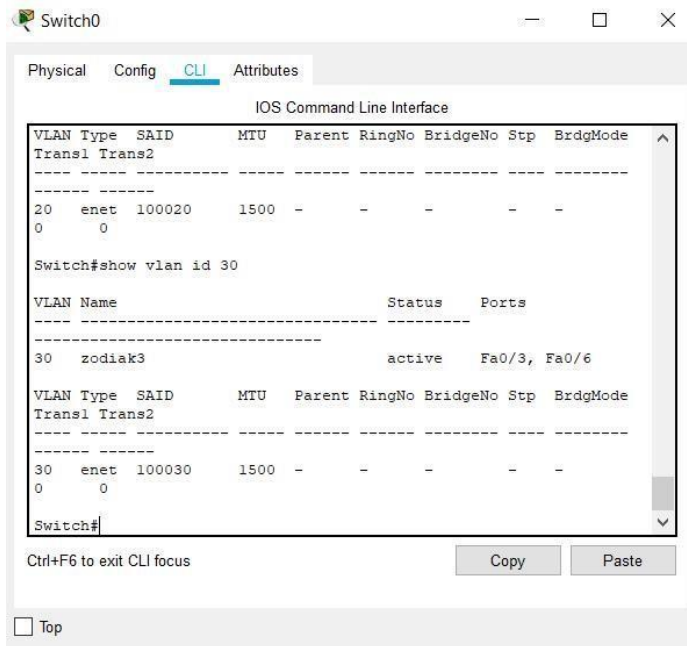 Switch0
Physical Config CLI Attributes
IOS Command Line Interface
VLAN Type SAID MTU Parent RingNo BridgeNo Stp BrdgMode
Trans1 Trans2
---- ----- ---------- ----- ------ ------ -------- ---- --------
------ ------
20 enet 100020 1500 - - - - -
0 0
Switch#show vlan id 30
VLAN Name Status Ports
---- -------------------------------- ---------
-------------------------------
30 zodiak3 active Fa0/3, Fa0/6
VLAN Type SAID MTU Parent RingNo BridgeNo Stp BrdgMode
Trans1 Trans2
---- ----- ---------- ----- ------ ------ -------- ---- --------
------ ------
30 enet 100030 1500 - - - - -
0 0
Switch#
Ctrl+F6 to exit CLI focus
Copy Paste
Top